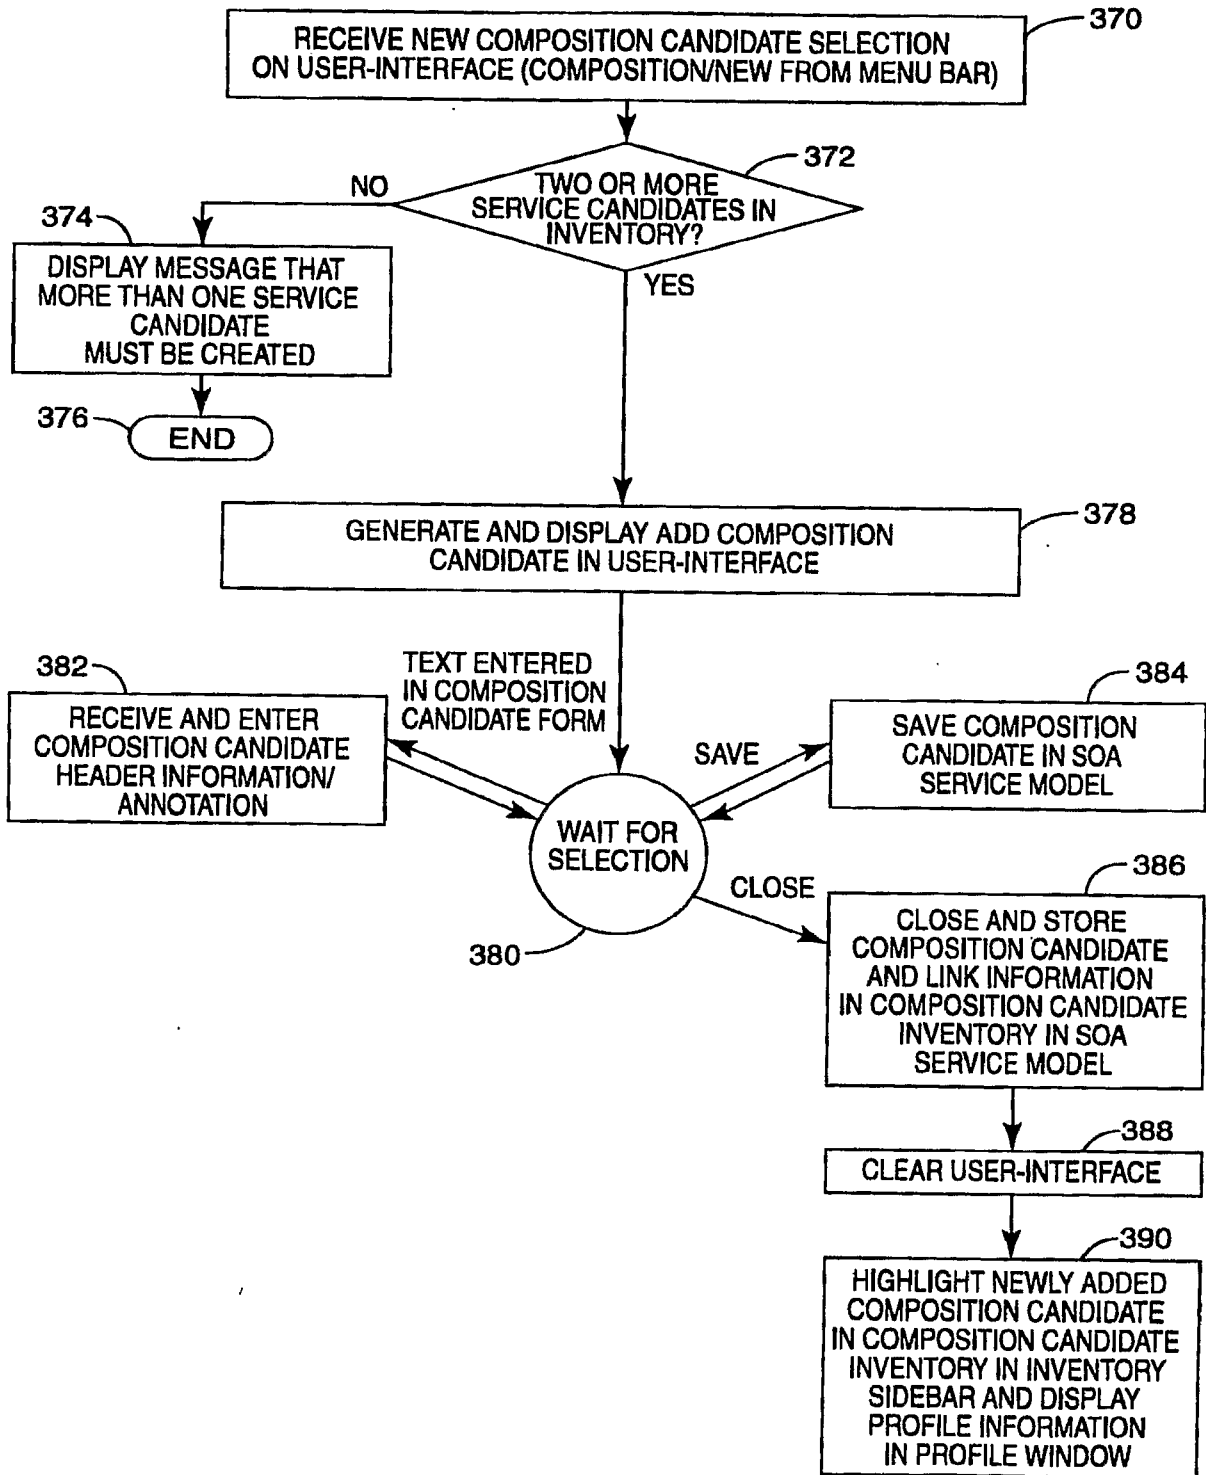 370
RECEIVE NEW COMPOSITION CANDIDATE SELECTION
ON USER-INTERFACE (COMPOSITION/NEW FROM MENU BAR)
372
TWO OR MORE
SERVICE CANDIDATES IN
INVENTORY?
NO
YES
374
DISPLAY MESSAGE THAT
MORE THAN ONE SERVICE
CANDIDATE
MUST BE CREATED
376
END
378
GENERATE AND DISPLAY ADD COMPOSITION
CANDIDATE IN USER-INTERFACE
382
RECEIVE AND ENTER
COMPOSITION CANDIDATE
HEADER INFORMATION/
ANNOTATION
TEXT ENTERED
IN COMPOSITION
CANDIDATE FORM
WAIT FOR
SELECTION
380
SAVE
384
SAVE COMPOSITION
CANDIDATE IN SOA
SERVICE MODEL
CLOSE
386
CLOSE AND STORE
COMPOSITION CANDIDATE
AND LINK INFORMATION
IN COMPOSITION CANDIDATE
INVENTORY IN SOA
SERVICE MODEL
388
CLEAR USER-INTERFACE
390
HIGHLIGHT NEWLY ADDED
COMPOSITION CANDIDATE
IN COMPOSITION CANDIDATE
INVENTORY IN INVENTORY
SIDEBAR AND DISPLAY
PROFILE INFORMATION
IN PROFILE WINDOW